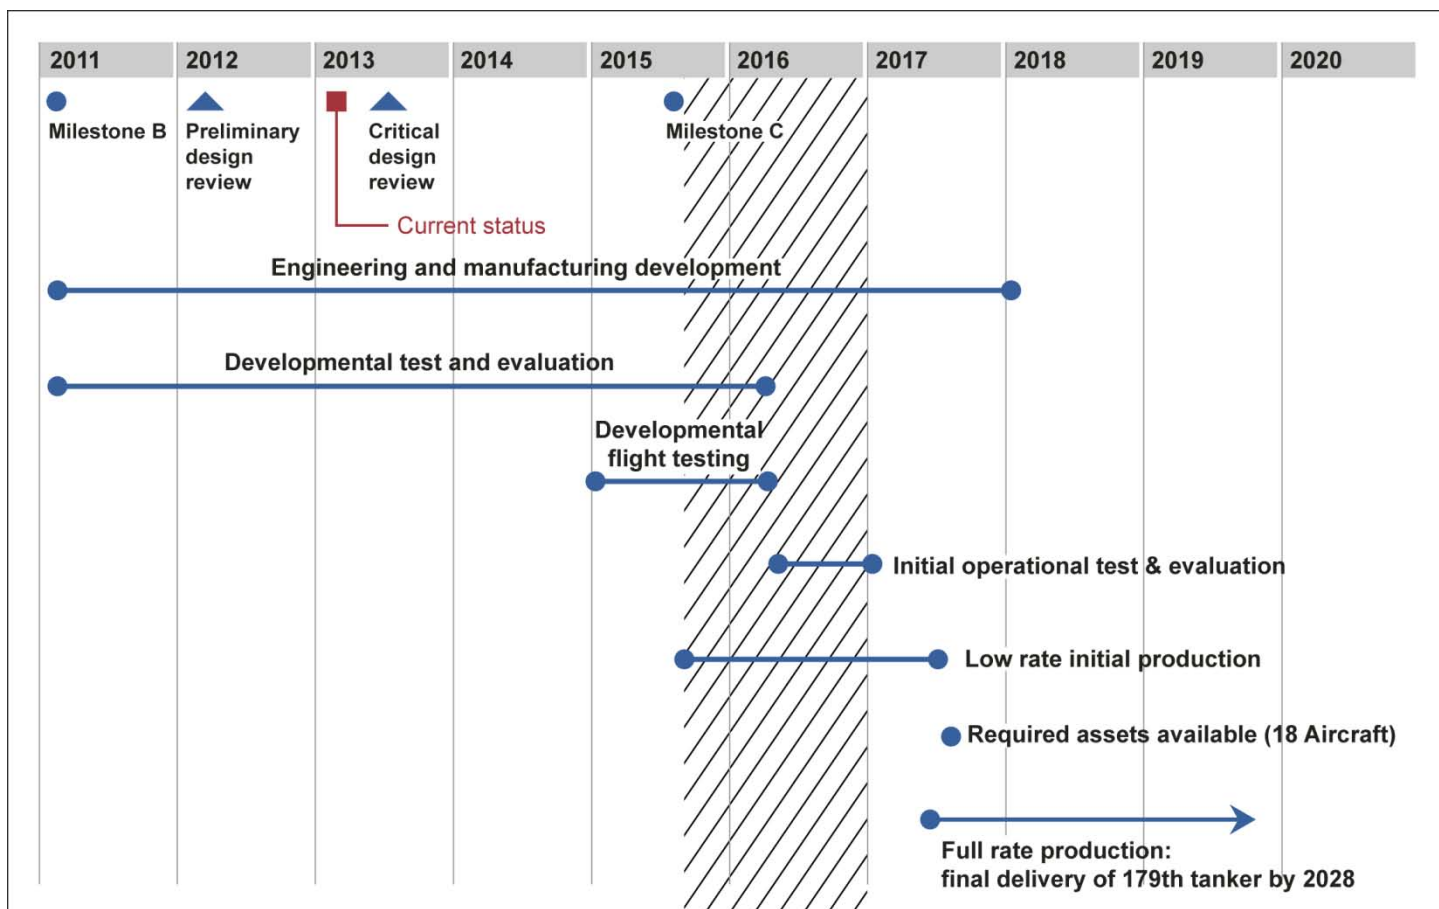 2011 2012 2013 2014 2015 2016 2017 2018 2019 2020
Milestone B
Preliminary
design
review
Critical
design
review
Milestone C
Current status
Engineering and manufacturing development
Developmental test and evaluation
Developmental
flight testing
Initial operational test & evaluation
Low rate initial production
Required assets available (18 Aircraft)
Full rate production:
final delivery of 179th tanker by 2028